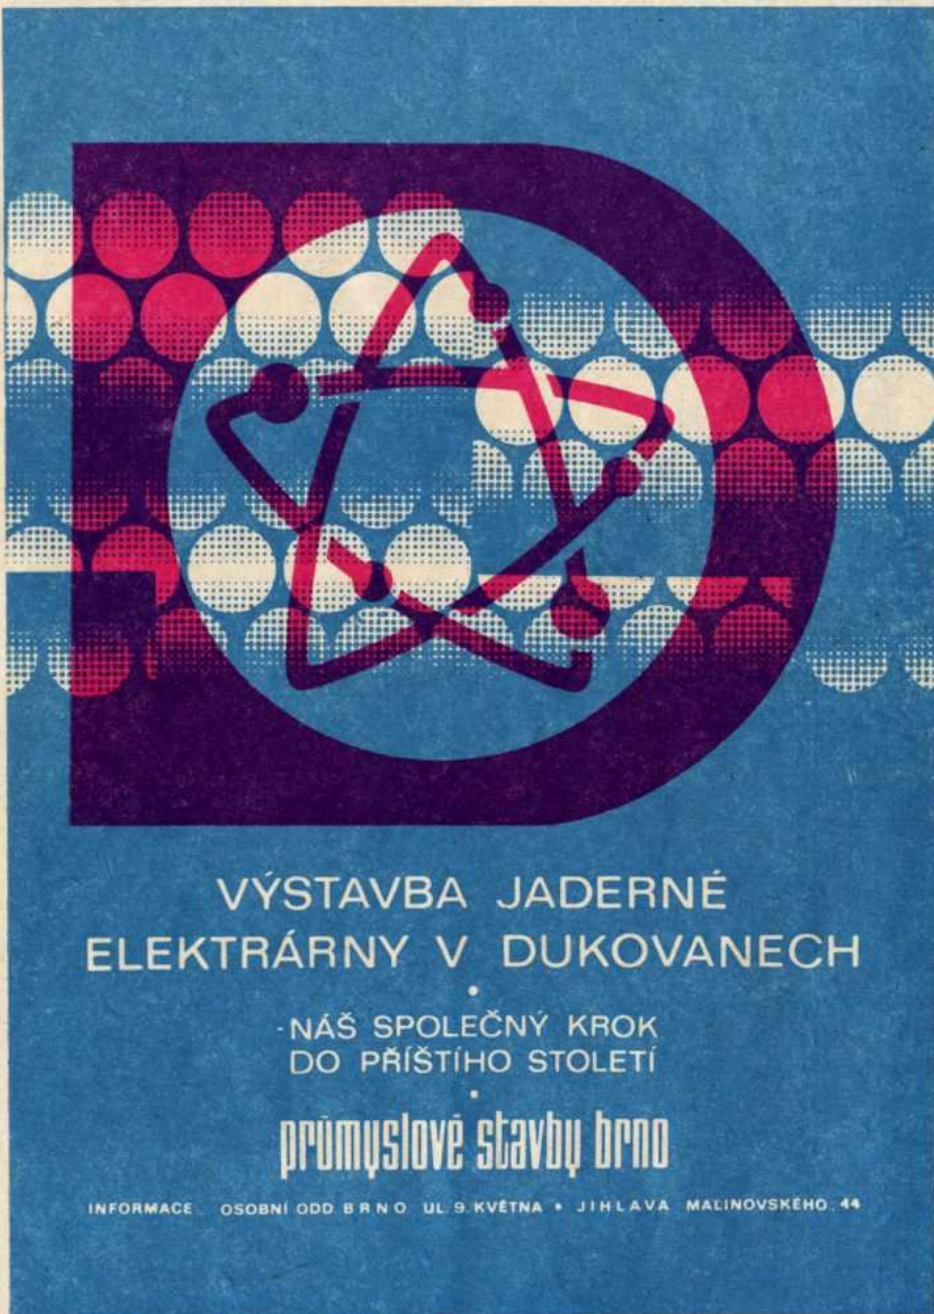 VÝSTAVBA JADERNÉ
ELEKTRÁRNY V DUKOVANECH
•
NÁŠ SPOLEČNÝ KROK
DO PŘÍŠTÍHO STOLETÍ
•
průmyslové stavby brno
INFORMACE. OSOBNÍ ODD BRNO. UL 9. KVĚTNA • JIHLAVA MALINOVSKÉHO. 44